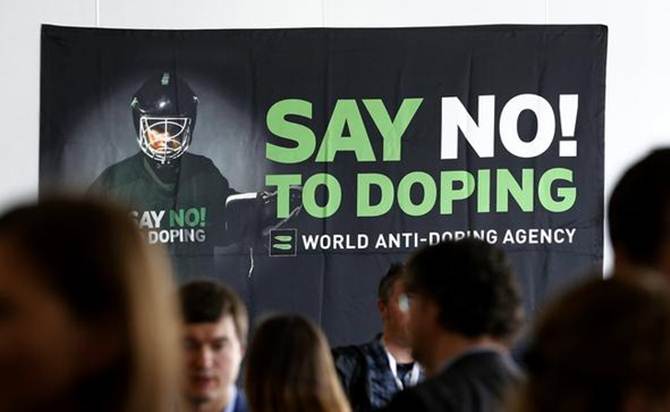 SAY NO!
TO DOPING
WORLD ANTI-DOPING AGENCY
SAY NO!
DOPING